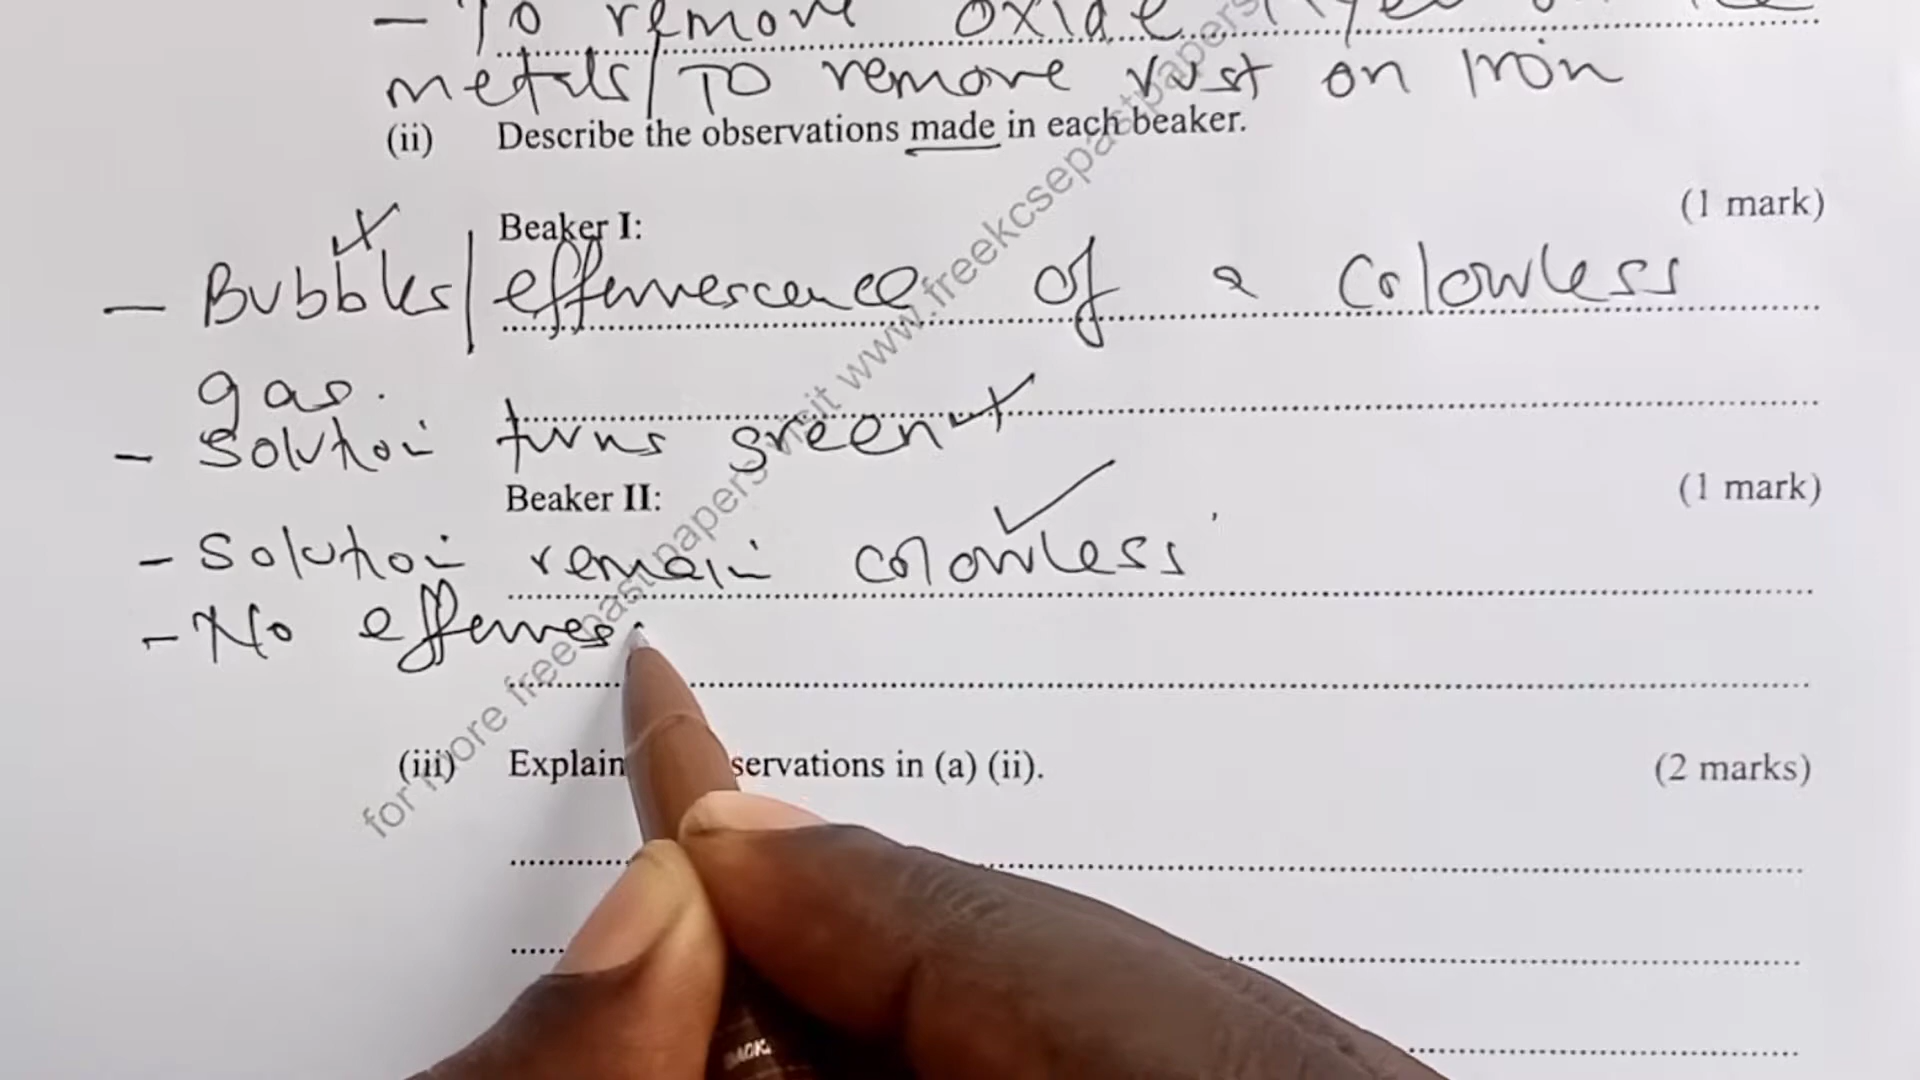 - To remove oxide
metals/To remove rust on Iron
(ii) Describe the observations made in each beaker.
(1 mark)
Beaker I:
- Bubbles/effervescence of a colourless
gas.
- Solution turns green
Beaker II:
(1 mark)
- Solution remain colourless
- No efferves
(iii) Explain servations in (a) (ii).
(2 marks)
for more free past papers visit www.freekcsepastpapers